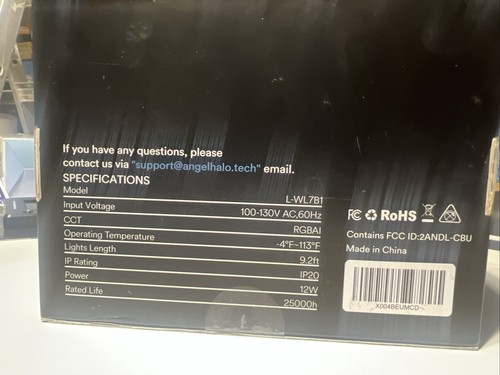 If you have any questions, please
contact us via "support@angelhalo.tech" email.
SPECIFICATIONS
Model L-WL7B1
Input Voltage 100-130V AC,60Hz
CCT RGBAI
Operating Temperature -4°F~113°F
Lights Length 9.2ft
IP Rating IP20
Power 12W
Rated Life 25000h
FC RoHS
Contains FCC ID:2ANDL-CBU
Made in China
X004BEUMCD